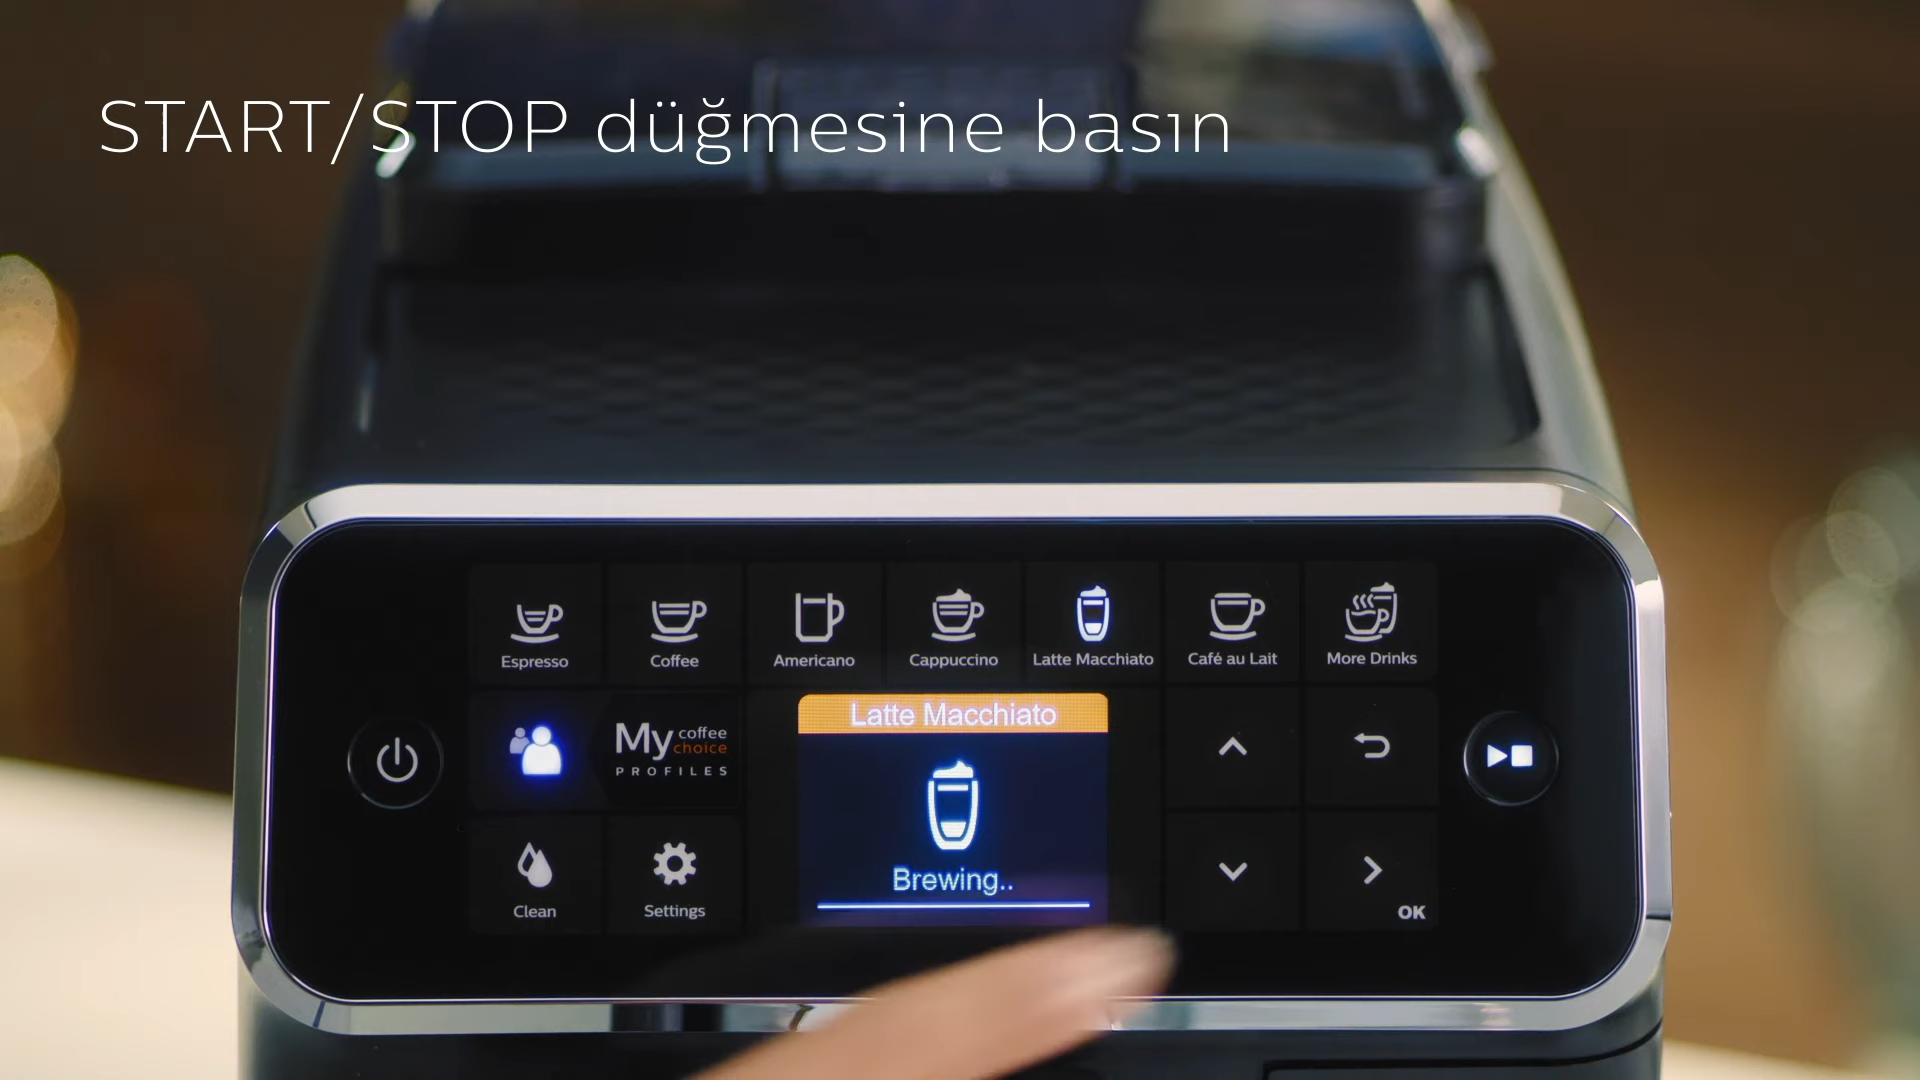 START/STOP düğmesine basın
Espresso
Coffee
Americano
Cappuccino
Latte Macchiato
Café au Lait
More Drinks
My coffee choice
PROFILES
Latte Macchiato
Brewing..
Clean
Settings
OK